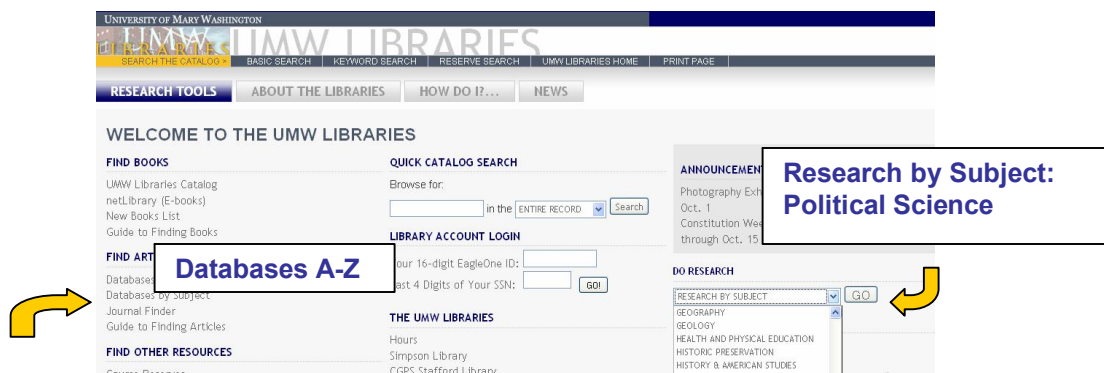 UNIVERSITY OF MARY WASHINGTON
UMW LIBRARIES
UMW LIBRARIES
SEARCH THE CATALOG > BASIC SEARCH | KEYWORD SEARCH | RESERVE SEARCH | UMW LIBRARIES HOME | PRINT PAGE
RESEARCH TOOLS ABOUT THE LIBRARIES HOW DO I?... NEWS
WELCOME TO THE UMW LIBRARIES
FIND BOOKS
UMW Libraries Catalog
netLibrary (E-books)
New Books List
Guide to Finding Books
FIND ART
Databases
Databases by Subject
Journal Finder
Guide to Finding Articles
FIND OTHER RESOURCES
Databases A-Z
QUICK CATALOG SEARCH
Browse for:
in the ENTIRE RECORD Search
LIBRARY ACCOUNT LOGIN
16-digit EagleOne ID:
4 Digits of Your SSN: GO!
THE UMW LIBRARIES
Hours
Simpson Library
CGPS Stafford Library
ANNOUNCEMEN
Photography Exh
Oct. 1
Constitution Wee
through Oct. 15
Research by Subject:
Political Science
DO RESEARCH
RESEARCH BY SUBJECT GO
GEOGRAPHY
GEOLOGY
HEALTH AND PHYSICAL EDUCATION
HISTORIC PRESERVATION
HISTORY & AMERICAN STUDIES